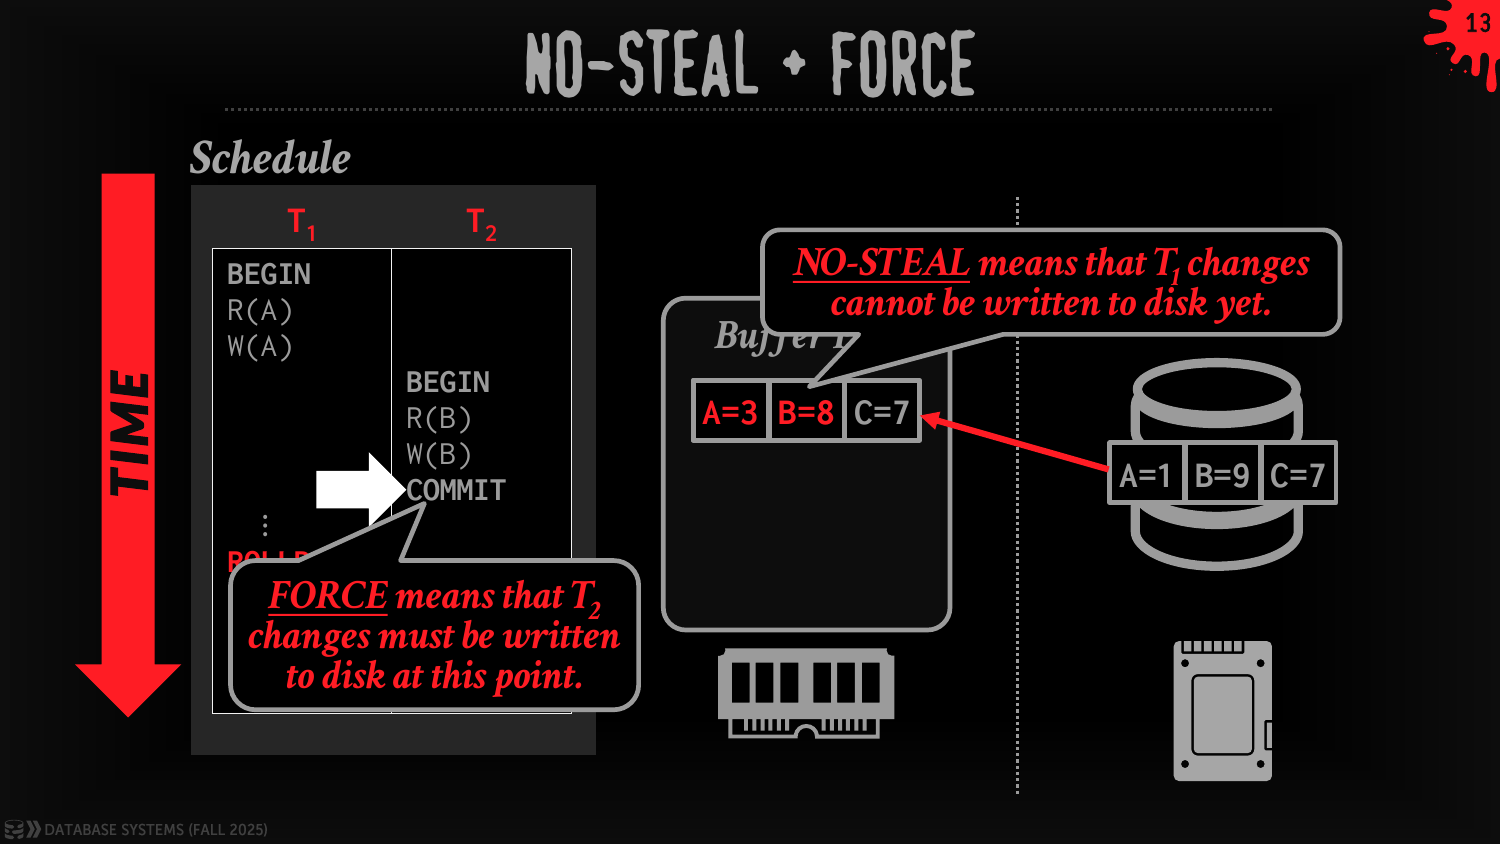 13
NO-STEAL + FORCE
Schedule
TIME
T1 T2
BEGIN
R(A)
W(A)
BEGIN
R(B)
W(B)
COMMIT
⋮
FORCE means that T2
changes must be written
to disk at this point.
NO-STEAL means that T1 changes
cannot be written to disk yet.
Buffer
A=3 B=8 C=7
A=1 B=9 C=7
DATABASE SYSTEMS (FALL 2025)